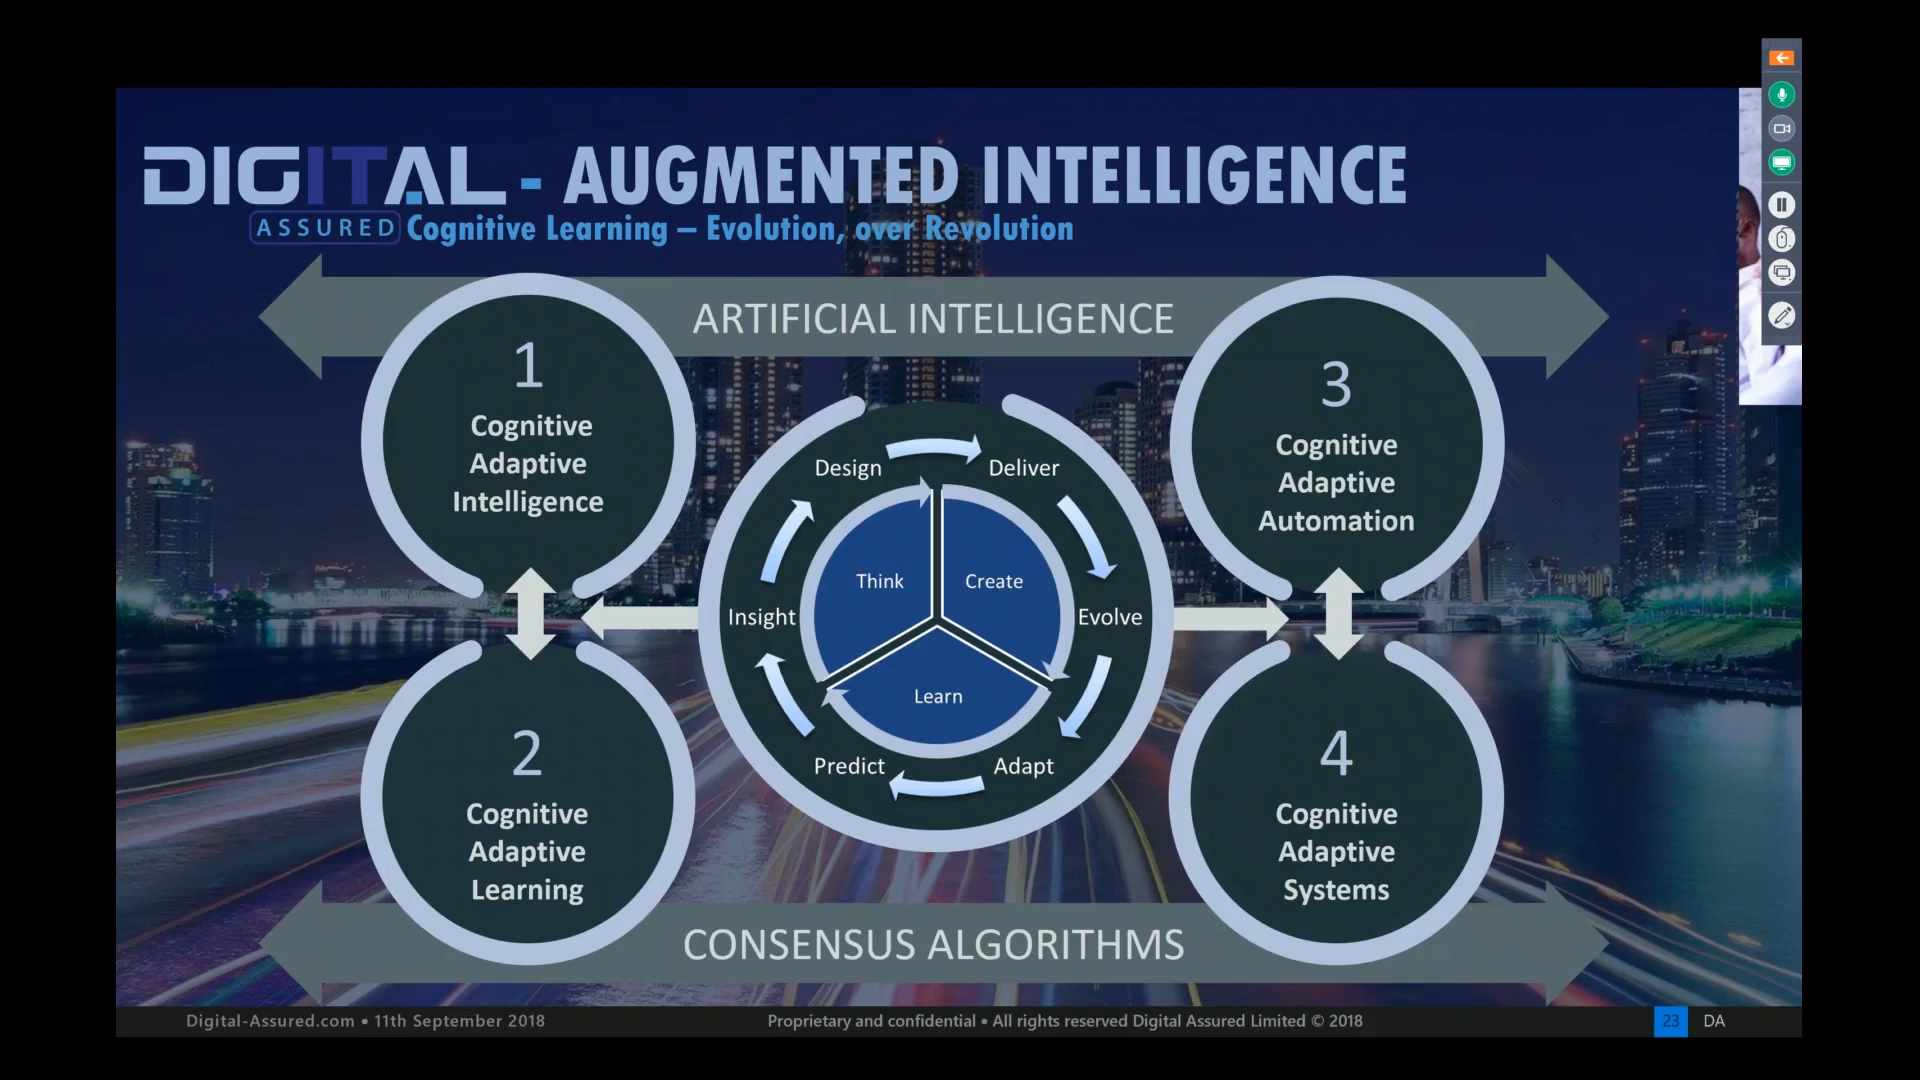 DIGITAL - AUGMENTED INTELLIGENCE
ASSURED Cognitive Learning – Evolution, over Revolution
ARTIFICIAL INTELLIGENCE
1
Cognitive
Adaptive
Intelligence
2
Cognitive
Adaptive
Learning
Design
Deliver
Insight
Evolve
Predict
Adapt
Think
Create
Learn
3
Cognitive
Adaptive
Automation
4
Cognitive
Adaptive
Systems
CONSENSUS ALGORITHMS
Digital-Assured.com • 11th September 2018
Proprietary and confidential • All rights reserved Digital Assured Limited © 2018
23
DA